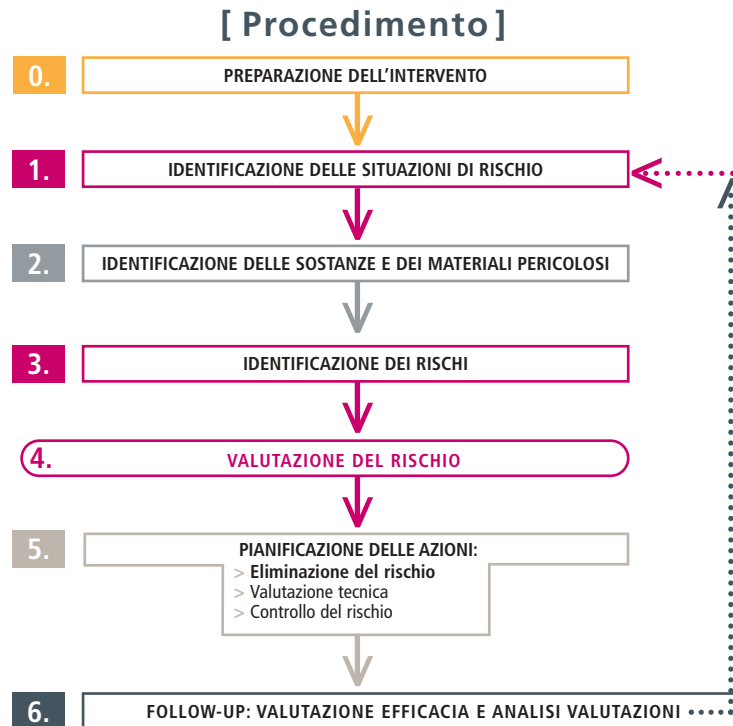 [ Procedimento ]
0. PREPARAZIONE DELL'INTERVENTO
1. IDENTIFICAZIONE DELLE SITUAZIONI DI RISCHIO
2. IDENTIFICAZIONE DELLE SOSTANZE E DEI MATERIALI PERICOLOSI
3. IDENTIFICAZIONE DEI RISCHI
4. VALUTAZIONE DEL RISCHIO
5. PIANIFICAZIONE DELLE AZIONI:
> Eliminazione del rischio
> Valutazione tecnica
> Controllo del rischio
6. FOLLOW-UP: VALUTAZIONE EFFICACIA E ANALISI VALUTAZIONI